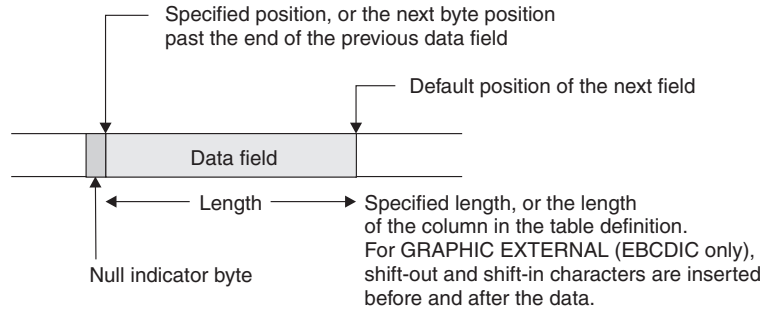 Specified position, or the next byte position
past the end of the previous data field
Default position of the next field
Data field
Length
Specified length, or the length
of the column in the table definition.
For GRAPHIC EXTERNAL (EBCDIC only),
shift-out and shift-in characters are inserted
before and after the data.
Null indicator byte